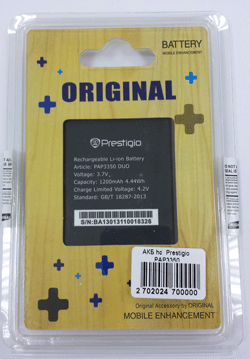 BATTERY
MOBILE ENHANCEMENT
ORIGINAL
Prestigio
Rechargeable Li-ion Battery
Article: PAP3350 DUO
Voltage: 3.7V
Capacity: 1200mAh 4.44Wh
Charge Limited Voltage: 4.2V
Standard: GB/T 18287-2013
S/N:BA13013110018326
АКБ hc Prestigio
PAP3350
2 702024 700000
Original Accessory by ORIGINAL
MOBILE ENHANCEMENT